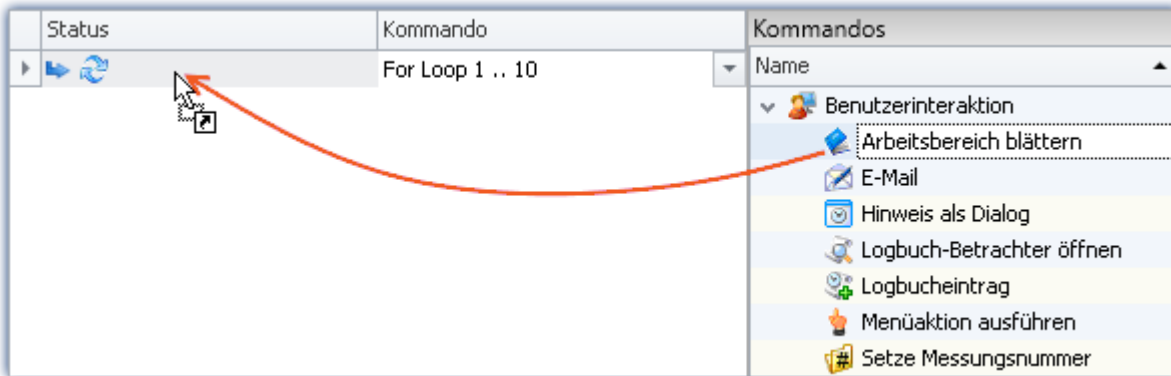 Status Kommando
For Loop 1 .. 10
Kommandos
Name
Benutzerinteraktion
Arbeitsbereich blättern
E-Mail
Hinweis als Dialog
Logbuch-Betrachter öffnen
Logbucheintrag
Menüaktion ausführen
Setze Messungsnummer